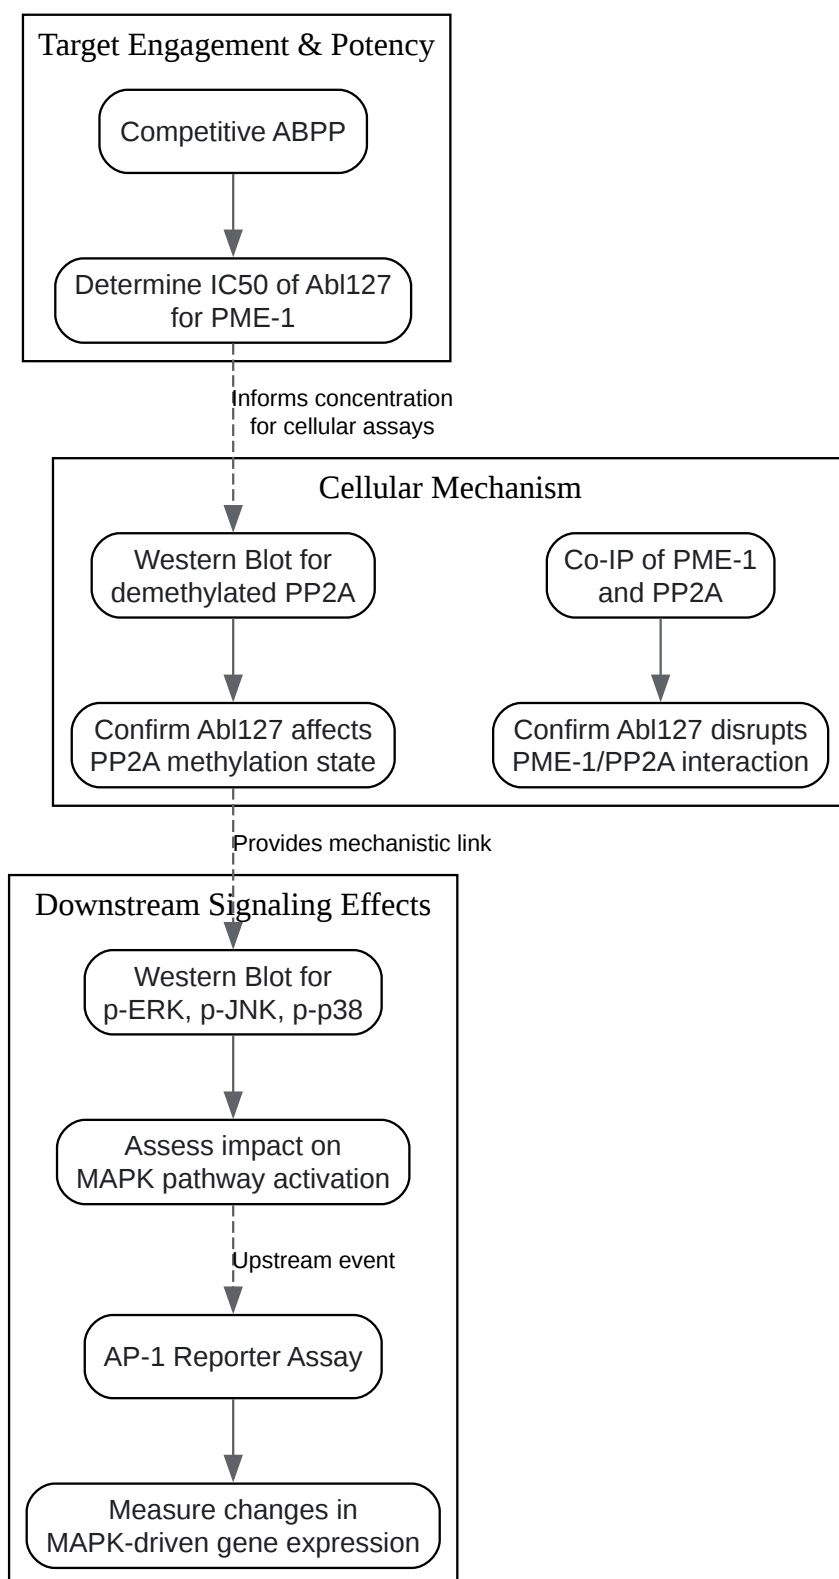 Target Engagement & Potency
Competitive ABPP
Determine IC50 of Abl127
for PME-1
Informs concentration
for cellular assays
Cellular Mechanism
Western Blot for
demethylated PP2A
Co-IP of PME-1
and PP2A
Confirm Abl127 affects
PP2A methylation state
Confirm Abl127 disrupts
PME-1/PP2A interaction
Provides mechanistic link
Downstream Signaling Effects
Western Blot for
p-ERK, p-JNK, p-p38
Assess impact on
MAPK pathway activation
Upstream event
AP-1 Reporter Assay
Measure changes in
MAPK-driven gene expression